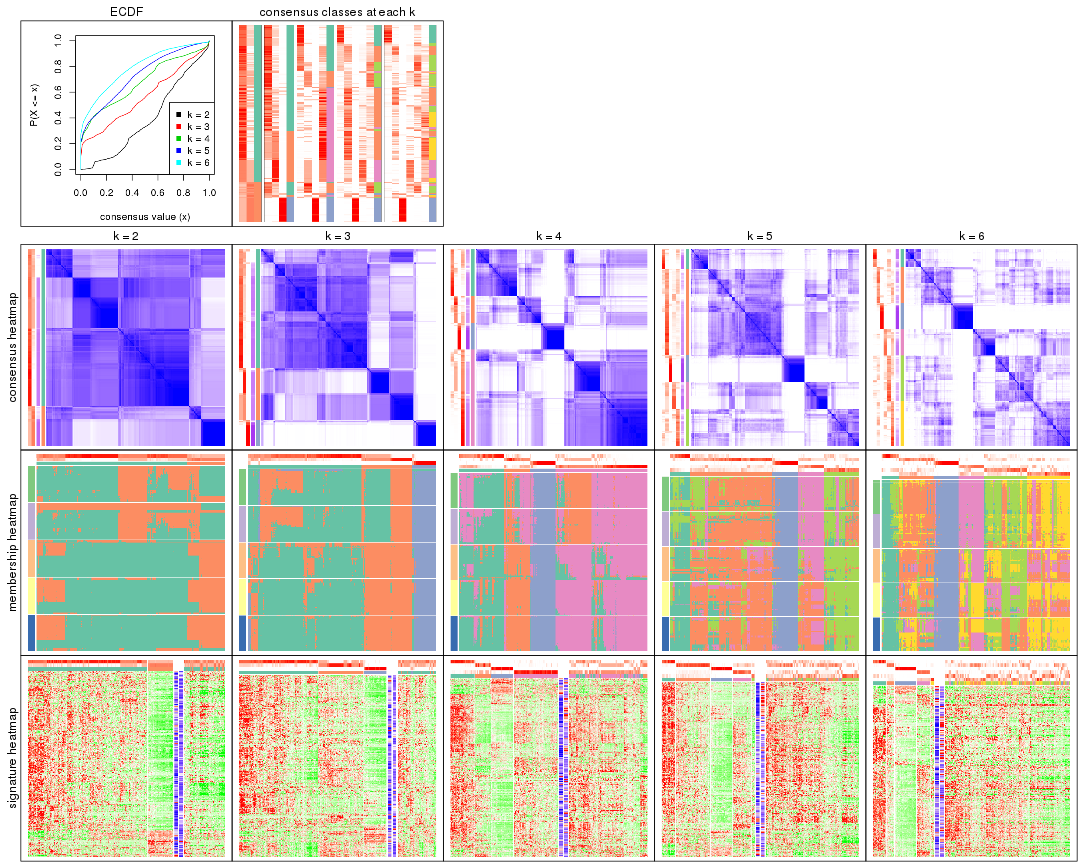 ECDF
consensus classes at each k
P(X <= x)
0.0 0.2 0.4 0.6 0.8 1.0
k = 2
k = 3
k = 4
k = 5
k = 6
0.0 0.2 0.4 0.6 0.8 1.0
consensus value (x)
k = 2 k = 3 k = 4 k = 5 k = 6
consensus heatmap
membership heatmap
signature heatmap